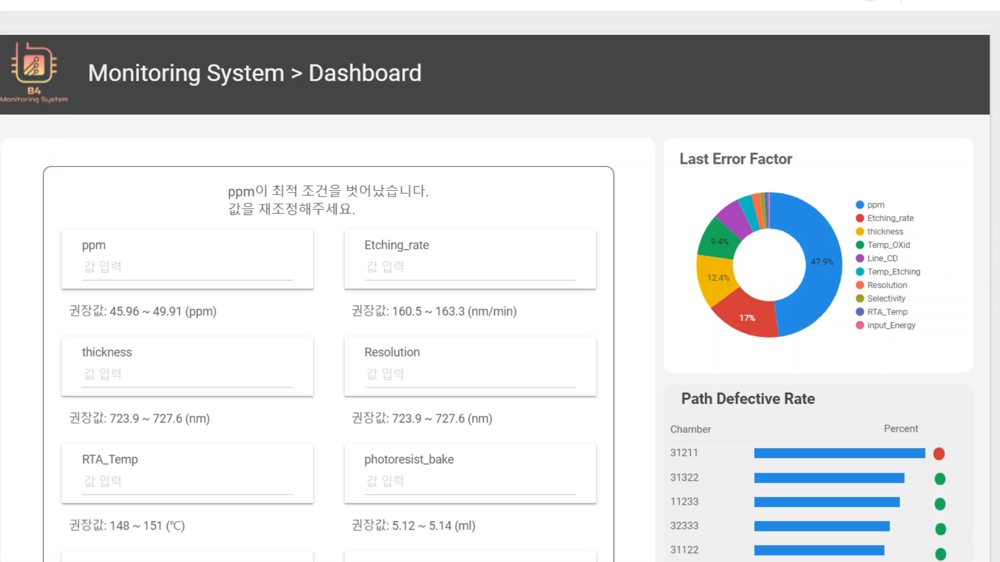 B4
Monitoring System
Monitoring System > Dashboard
ppm이 최적 조건을 벗어났습니다.
값을 재조정해주세요.
ppm
값 입력
Etching_rate
값 입력
권장값: 45.96 ~ 49.91 (ppm)
권장값: 160.5 ~ 163.3 (nm/min)
thickness
값 입력
Resolution
값 입력
권장값: 723.9 ~ 727.6 (nm)
권장값: 723.9 ~ 727.6 (nm)
RTA_Temp
값 입력
photoresist_bake
값 입력
권장값: 148 ~ 151 (℃)
권장값: 5.12 ~ 5.14 (ml)
Last Error Factor
9.4%
47.9%
12.4%
17%
ppm
Etching_rate
thickness
Temp_OXid
Line_CD
Temp_Etching
Resolution
Selectivity
RTA_Temp
input_Energy
Path Defective Rate
Chamber Percent
31211
31322
11233
32333
31122